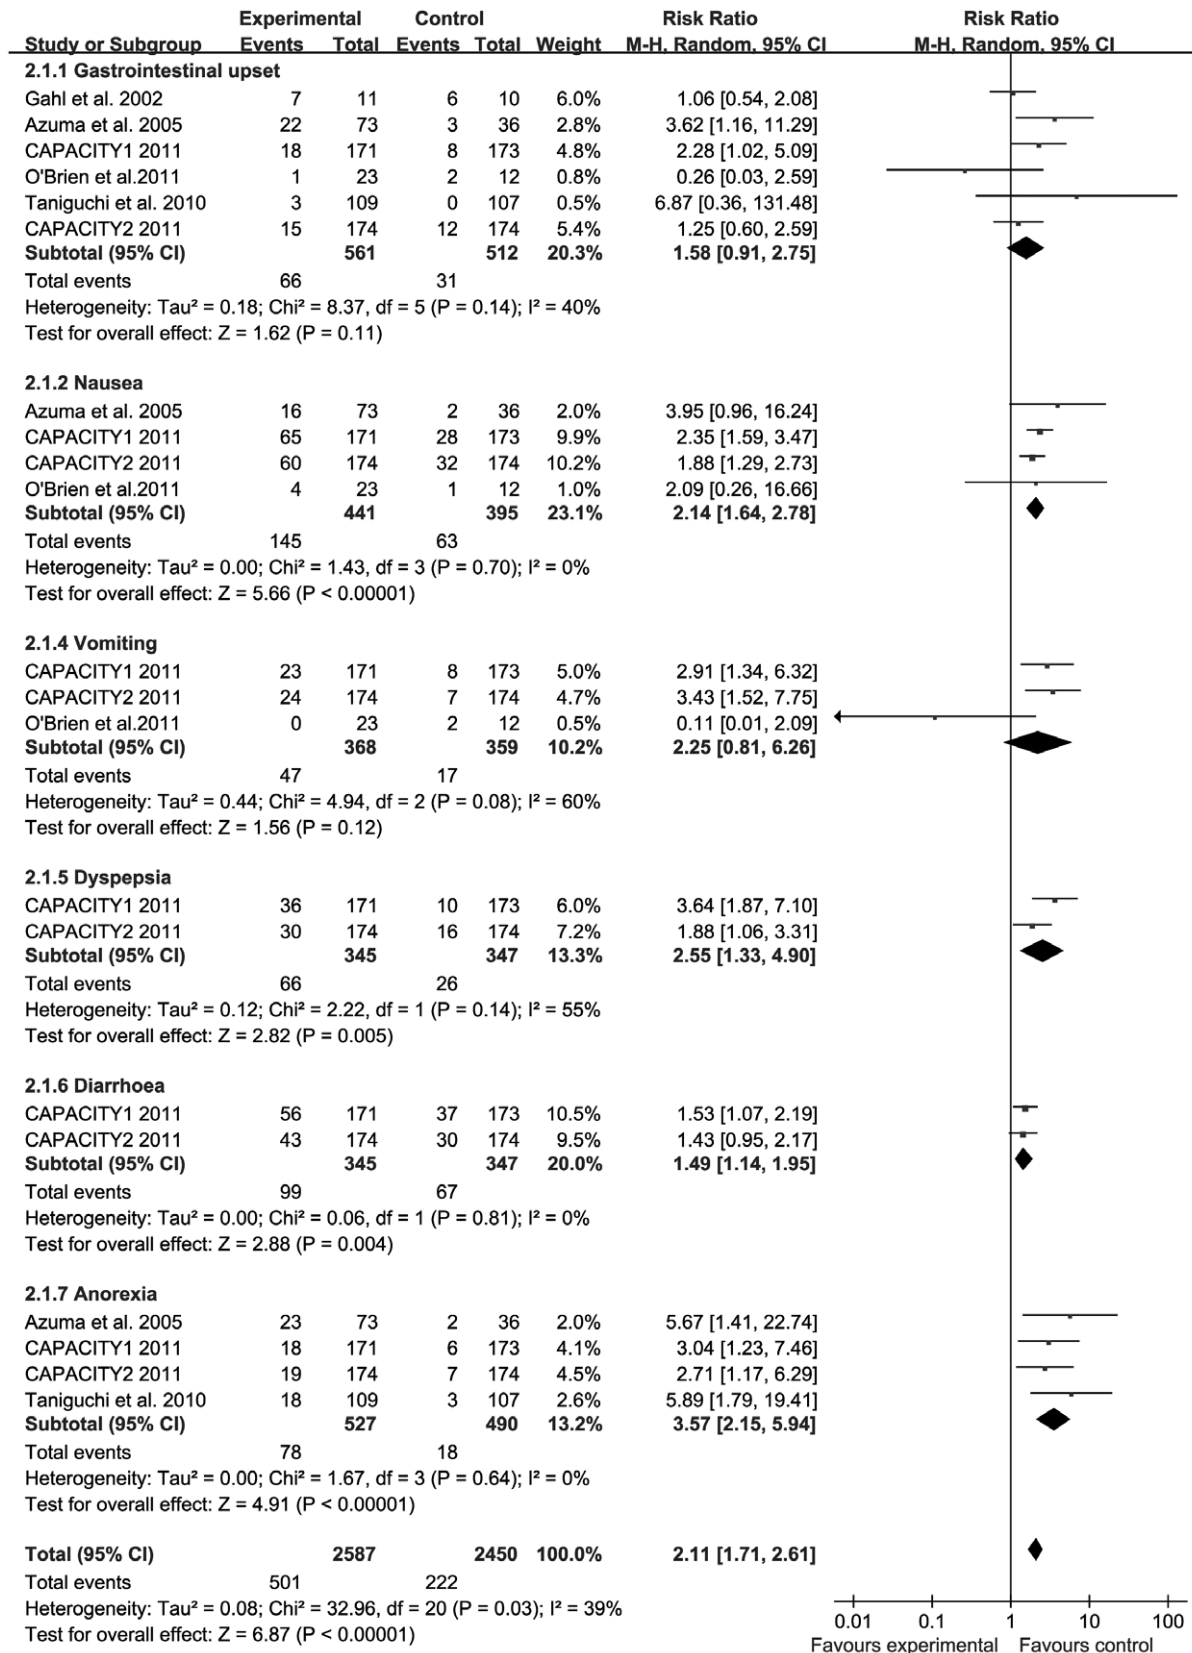 Experimental Control Risk Ratio Risk Ratio
Study or Subgroup Events Total Events Total Weight M-H, Random, 95% CI M-H, Random, 95% CI
2.1.1 Gastrointestinal upset
Gahl et al. 2002 7 11 6 10 6.0% 1.06 [0.54, 2.08]
Azuma et al. 2005 22 73 3 36 2.8% 3.62 [1.16, 11.29]
CAPACITY1 2011 18 171 8 173 4.8% 2.28 [1.02, 5.09]
O'Brien et al.2011 1 23 2 12 0.8% 0.26 [0.03, 2.59]
Taniguchi et al. 2010 3 109 0 107 0.5% 6.87 [0.36, 131.48]
CAPACITY2 2011 15 174 12 174 5.4% 1.25 [0.60, 2.59]
Subtotal (95% CI) 561 512 20.3% 1.58 [0.91, 2.75]
Total events 66 31
Heterogeneity: Tau² = 0.18; Chi² = 8.37, df = 5 (P = 0.14); I² = 40%
Test for overall effect: Z = 1.62 (P = 0.11)
2.1.2 Nausea
Azuma et al. 2005 16 73 2 36 2.0% 3.95 [0.96, 16.24]
CAPACITY1 2011 65 171 28 173 9.9% 2.35 [1.59, 3.47]
CAPACITY2 2011 60 174 32 174 10.2% 1.88 [1.29, 2.73]
O'Brien et al.2011 4 23 1 12 1.0% 2.09 [0.26, 16.66]
Subtotal (95% CI) 441 395 23.1% 2.14 [1.64, 2.78]
Total events 145 63
Heterogeneity: Tau² = 0.00; Chi² = 1.43, df = 3 (P = 0.70); I² = 0%
Test for overall effect: Z = 5.66 (P < 0.00001)
2.1.4 Vomiting
CAPACITY1 2011 23 171 8 173 5.0% 2.91 [1.34, 6.32]
CAPACITY2 2011 24 174 7 174 4.7% 3.43 [1.52, 7.75]
O'Brien et al.2011 0 23 2 12 0.5% 0.11 [0.01, 2.09]
Subtotal (95% CI) 368 359 10.2% 2.25 [0.81, 6.26]
Total events 47 17
Heterogeneity: Tau² = 0.44; Chi² = 4.94, df = 2 (P = 0.08); I² = 60%
Test for overall effect: Z = 1.56 (P = 0.12)
2.1.5 Dyspepsia
CAPACITY1 2011 36 171 10 173 6.0% 3.64 [1.87, 7.10]
CAPACITY2 2011 30 174 16 174 7.2% 1.88 [1.06, 3.31]
Subtotal (95% CI) 345 347 13.3% 2.55 [1.33, 4.90]
Total events 66 26
Heterogeneity: Tau² = 0.12; Chi² = 2.22, df = 1 (P = 0.14); I² = 55%
Test for overall effect: Z = 2.82 (P = 0.005)
2.1.6 Diarrhoea
CAPACITY1 2011 56 171 37 173 10.5% 1.53 [1.07, 2.19]
CAPACITY2 2011 43 174 30 174 9.5% 1.43 [0.95, 2.17]
Subtotal (95% CI) 345 347 20.0% 1.49 [1.14, 1.95]
Total events 99 67
Heterogeneity: Tau² = 0.00; Chi² = 0.06, df = 1 (P = 0.81); I² = 0%
Test for overall effect: Z = 2.88 (P = 0.004)
2.1.7 Anorexia
Azuma et al. 2005 23 73 2 36 2.0% 5.67 [1.41, 22.74]
CAPACITY1 2011 18 171 6 173 4.1% 3.04 [1.23, 7.46]
CAPACITY2 2011 19 174 7 174 4.5% 2.71 [1.17, 6.29]
Taniguchi et al. 2010 18 109 3 107 2.6% 5.89 [1.79, 19.41]
Subtotal (95% CI) 527 490 13.2% 3.57 [2.15, 5.94]
Total events 78 18
Heterogeneity: Tau² = 0.00; Chi² = 1.67, df = 3 (P = 0.64); I² = 0%
Test for overall effect: Z = 4.91 (P < 0.00001)
Total (95% CI) 2587 2450 100.0% 2.11 [1.71, 2.61]
Total events 501 222
Heterogeneity: Tau² = 0.08; Chi² = 32.96, df = 20 (P = 0.03); I² = 39%
Test for overall effect: Z = 6.87 (P < 0.00001)
0.01 0.1 1 10 100
Favours experimental Favours control